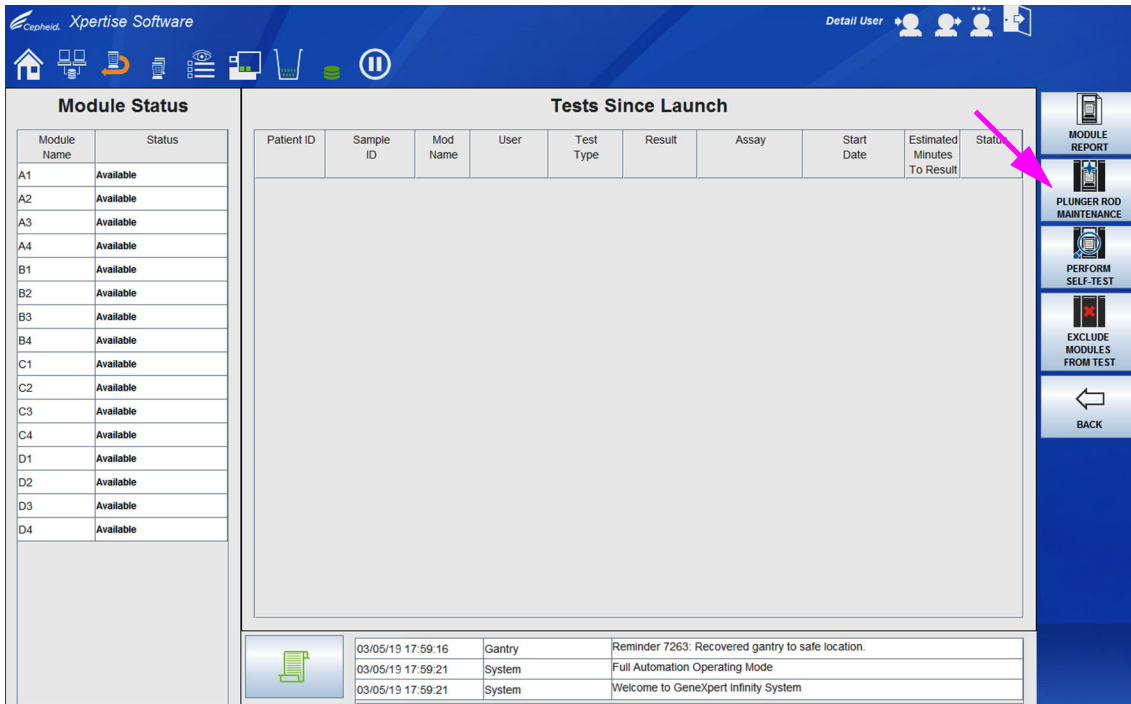 Cepheid. Xpertise Software
Detail User
Module Status
Module Name Status
A1 Available
A2 Available
A3 Available
A4 Available
B1 Available
B2 Available
B3 Available
B4 Available
C1 Available
C2 Available
C3 Available
C4 Available
D1 Available
D2 Available
D3 Available
D4 Available
Tests Since Launch
Patient ID Sample ID Mod Name User Test Type Result Assay Start Date Estimated Minutes To Result Status
03/05/19 17:59:16 Gantry Reminder 7263: Recovered gantry to safe location.
03/05/19 17:59:21 System Full Automation Operating Mode
03/05/19 17:59:21 System Welcome to GeneXpert Infinity System
MODULE
REPORT
PLUNGER ROD
MAINTENANCE
PERFORM
SELF-TEST
EXCLUDE
MODULES
FROM TEST
BACK